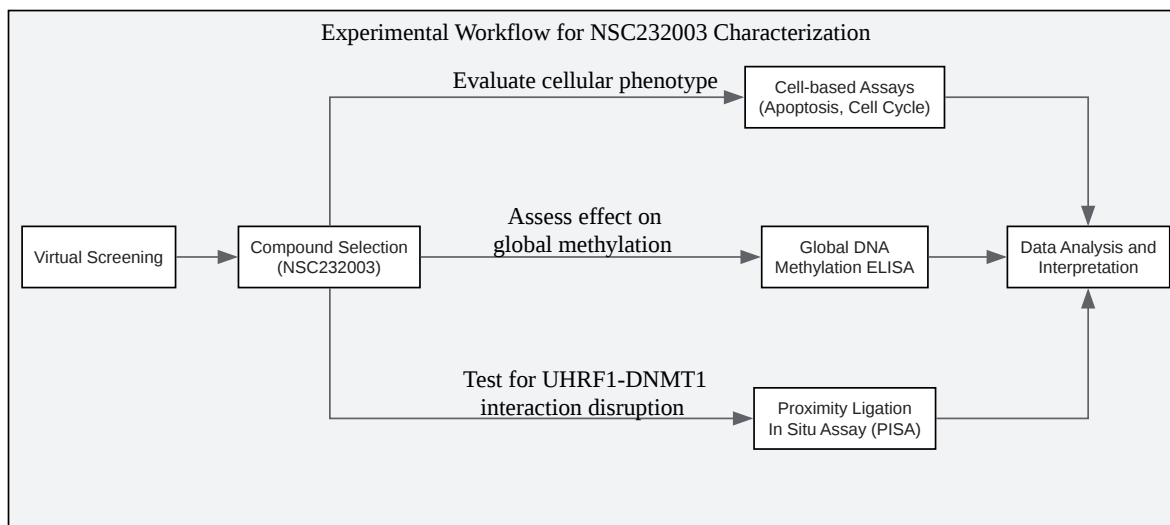 Experimental Workflow for NSC232003 Characterization
Evaluate cellular phenotype
Cell-based Assays
(Apoptosis, Cell Cycle)
Assess effect on
global methylation
Virtual Screening
Compound Selection
(NSC232003)
Global DNA
Methylation ELISA
Data Analysis and
Interpretation
Test for UHRF1-DNMT1
interaction disruption
Proximity Ligation
In Situ Assay (PISA)